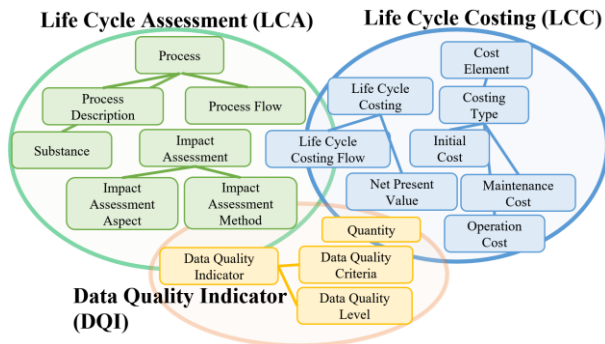 Life Cycle Assessment (LCA)
Life Cycle Costing (LCC)
Process
Cost
Element
Process
Description
Process Flow
Life Cycle
Costing
Costing
Type
Substance
Impact
Assessment
Life Cycle
Costing Flow
Initial
Cost
Impact
Assessment
Aspect
Impact
Assessment
Method
Net Present
Value
Maintenance
Cost
Quantity
Operation
Cost
Data Quality
Indicator
Data Quality
Criteria
Data Quality
Level
Data Quality Indicator
(DQI)